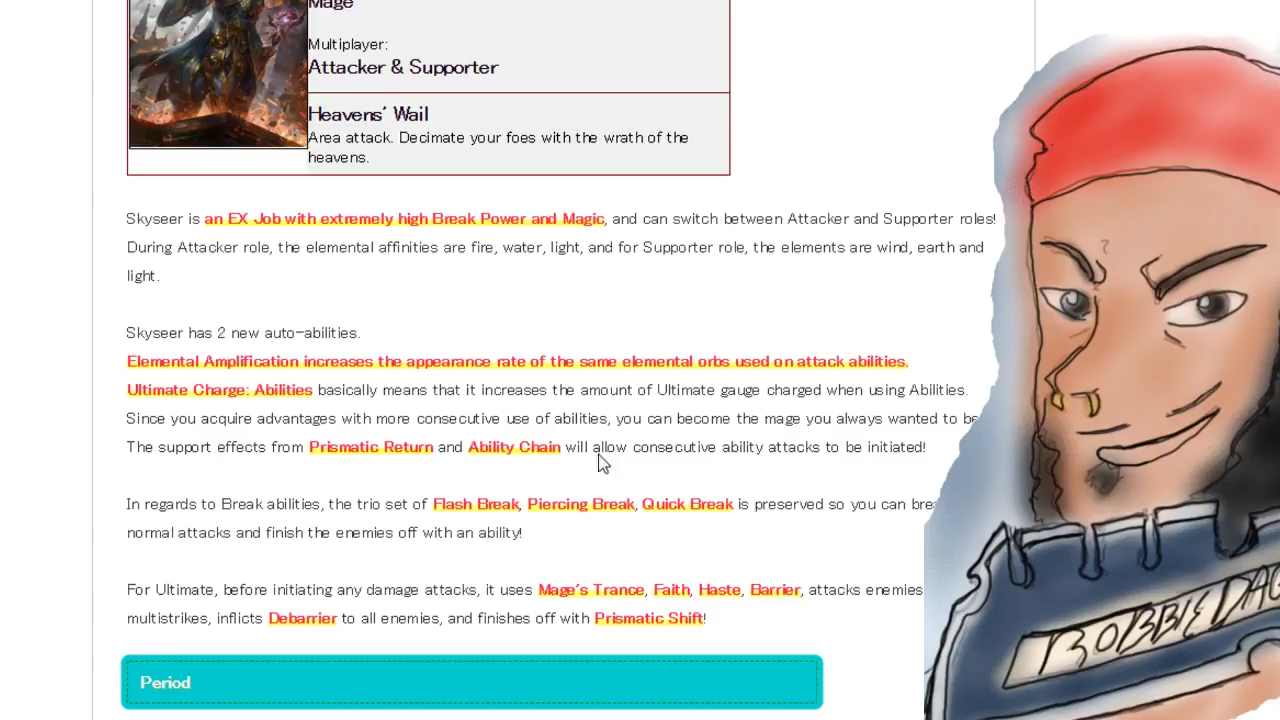 Mage
Multiplayer:
Attacker & Supporter
Heavens' Wail
Area attack. Decimate your foes with the wrath of the
heavens.
Skyseer is an EX Job with extremely high Break Power and Magic, and can switch between Attacker and Supporter roles!
During Attacker role, the elemental affinities are fire, water, light, and for Supporter role, the elements are wind, earth and
light.
Skyseer has 2 new auto-abilities.
Elemental Amplification increases the appearance rate of the same elemental orbs used on attack abilities.
Ultimate Charge: Abilities basically means that it increases the amount of Ultimate gauge charged when using Abilities.
Since you acquire advantages with more consecutive use of abilities, you can become the mage you always wanted to be
The support effects from Prismatic Return and Ability Chain will allow consecutive ability attacks to be initiated!
In regards to Break abilities, the trio set of Flash Break, Piercing Break, Quick Break is preserved so you can
normal attacks and finish the enemies off with an ability!
For Ultimate, before initiating any damage attacks, it uses Mage's Trance, Faith, Haste, Barrier, attacks enemies
multistrikes, inflicts Debarrier to all enemies, and finishes off with Prismatic Shift!
BOBBIE
Period